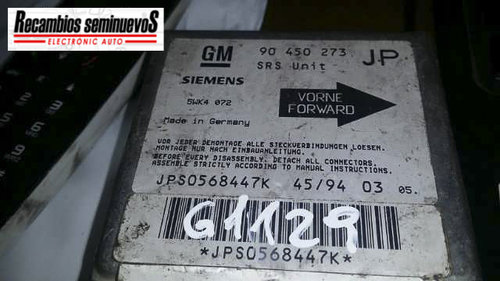 Recambios seminuevos
ELECTRONIC AUTO
GM 90 450 273 JP
SRS Unit
SIEMENS
5WK4 072
VORNE
FORWARD
Made in Germany
VOR JEDER DEMONTAGE ALLE STECKVERBINDUNGEN LOESEN.
MONTAGE NUR NACH EINBAUANLEITUNG.
BEFORE EVERY DISASSEMBLY, DETACH ALL CONNECTORS.
ASSEMBLE STRICTLY ACCORDING TO MANUAL INSTRUCTIONS.
JPS0568447K 45/94 03 05.
61129
*JPS0568447K*